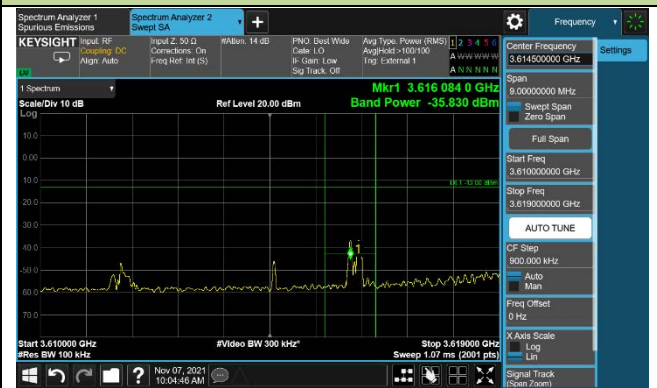 Spectrum Analyzer 1
Spurious Emissions
Spectrum Analyzer 2
Swept SA
+
Frequency
KEYSIGHT
Input: RF
Coupling: DC
Align: Auto
Input Z: 50 Ω
Corrections: On
Freq Ref: Int (S)
#Atten: 14 dB
PNO: Best Wide
Gate: LO
IF Gain: Low
Sig Track: Off
Avg Type: Power (RMS)
Avg|Hold:>100/100
Trig: External 1
1 2 3 4 5 6
A W W W W W
A N N N N N
1 Spectrum
Scale/Div 10 dB
Ref Level 20.00 dBm
Mkr1 3.616 084 0 GHz
Band Power -35.830 dBm
Log
10.0
0.00
10.0
DL1 -13.00 dBm
20.0
30.0
40.0
1
-50.0
60.0
70.0
Start 3.610000 GHz
#Res BW 100 kHz
#Video BW 300 kHz*
Stop 3.619000 GHz
Sweep 1.07 ms (2001 pts)
Nov 07, 2021
10:04:46 AM
Center Frequency
3.614500000 GHz
Settings
Span
9.00000000 MHz
Swept Span
Zero Span
Full Span
Start Freq
3.610000000 GHz
Stop Freq
3.619000000 GHz
AUTO TUNE
CF Step
900.000 kHz
Auto
Man
Freq Offset
0 Hz
X Axis Scale
Log
Lin
Signal Track
(Span Zoom)